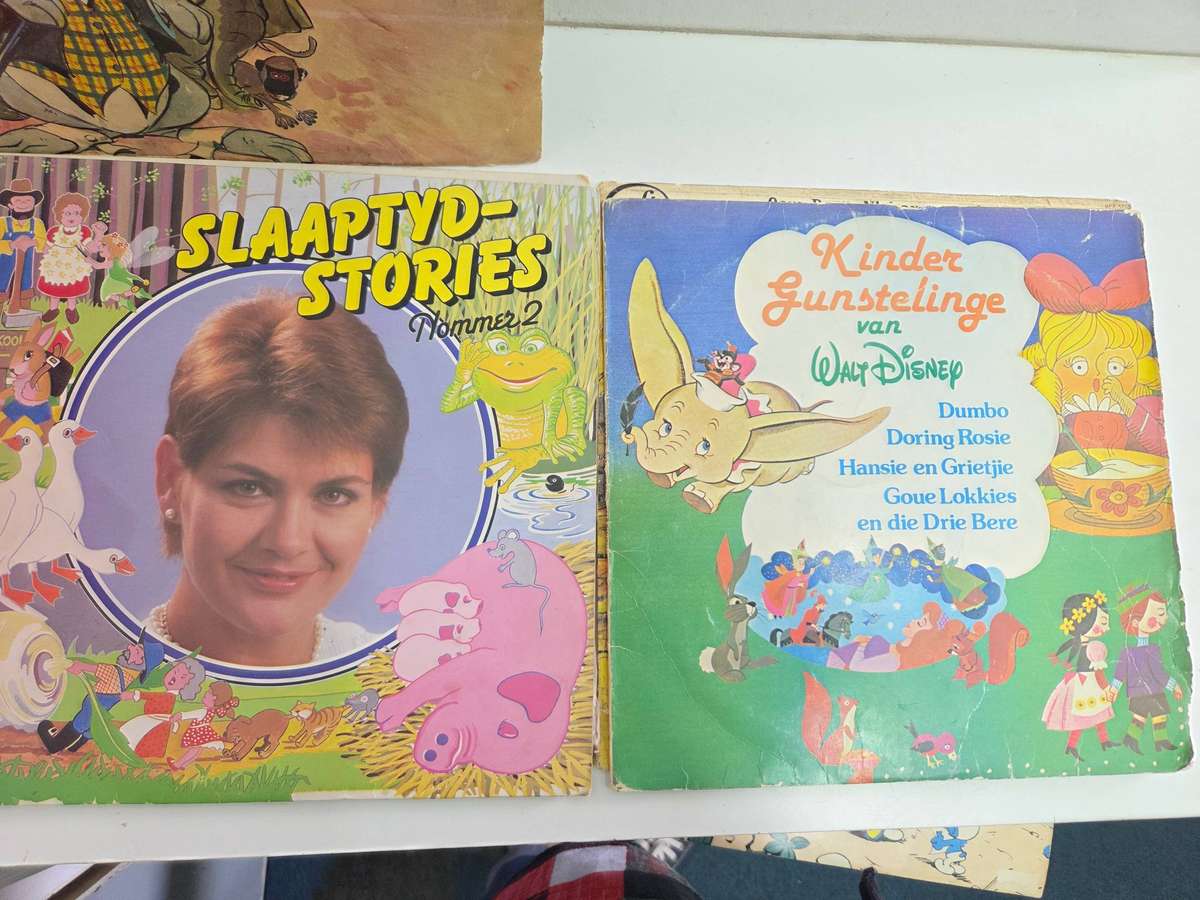 SLAAPTYD-
STORIES
Nommer 2
KOOL
Kinder
Gunstelinge
van
WALT DISNEY
Dumbo
Doring Rosie
Hansie en Grietjie
Goue Lokkies
en die Drie Bere